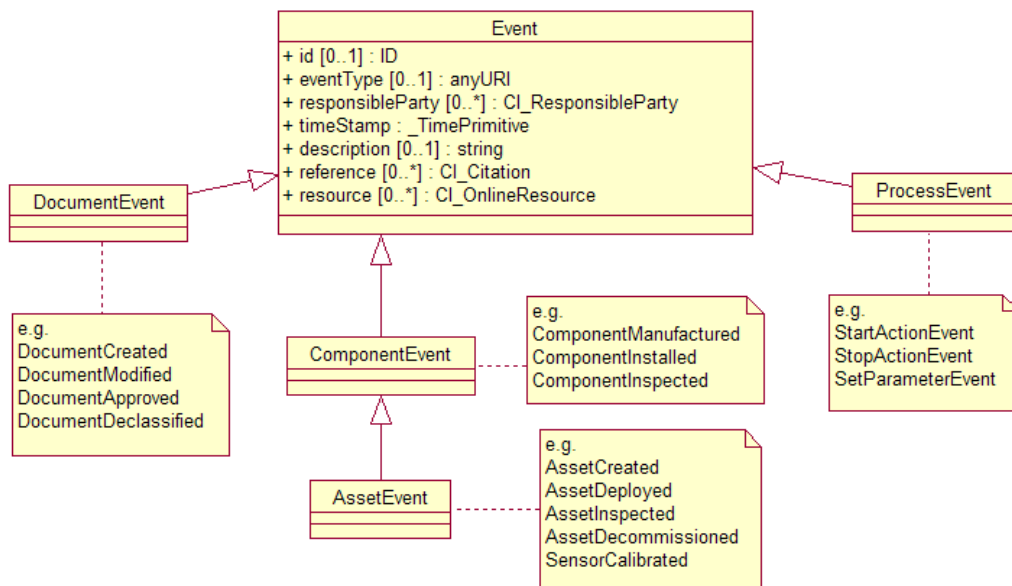 Event
+ id [0..1] : ID
+ eventType [0..1] : anyURI
+ responsibleParty [0..*] : CI_ResponsibleParty
+ timeStamp : _TimePrimitive
+ description [0..1] : string
+ reference [0..*] : CI_Citation
+ resource [0..*] : CI_OnlineResource
DocumentEvent
ProcessEvent
e.g.
DocumentCreated
DocumentModified
DocumentApproved
DocumentDeclassified
ComponentEvent
e.g.
ComponentManufactured
ComponentInstalled
ComponentInspected
e.g.
StartActionEvent
StopActionEvent
SetParameterEvent
AssetEvent
e.g.
AssetCreated
AssetDeployed
AssetInspected
AssetDecommissioned
SensorCalibrated